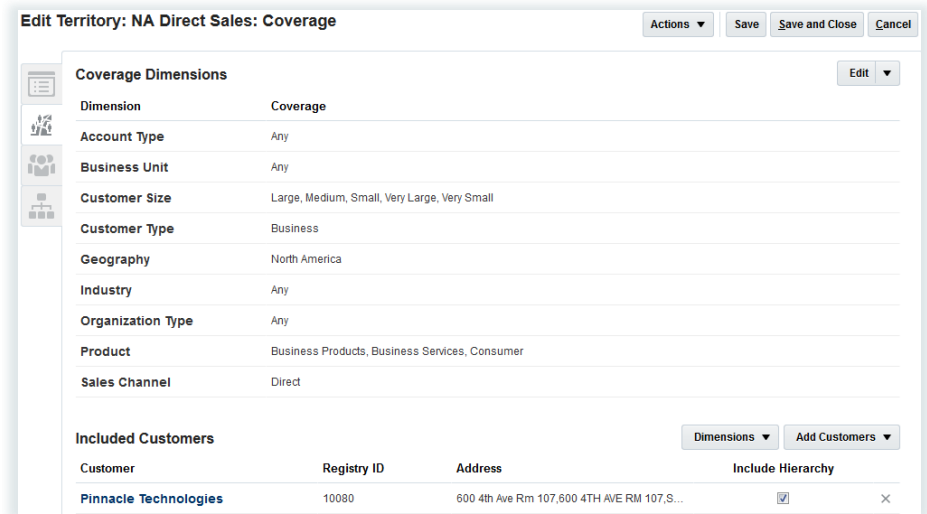 Edit Territory: NA Direct Sales: Coverage
Actions Save Save and Close Cancel
Coverage Dimensions
Edit
Dimension Coverage
Account Type Any
Business Unit Any
Customer Size Large, Medium, Small, Very Large, Very Small
Customer Type Business
Geography North America
Industry Any
Organization Type Any
Product Business Products, Business Services, Consumer
Sales Channel Direct
Included Customers
Dimensions Add Customers
Customer Registry ID Address Include Hierarchy
Pinnacle Technologies 10080 600 4th Ave Rm 107,600 4TH AVE RM 107,S...